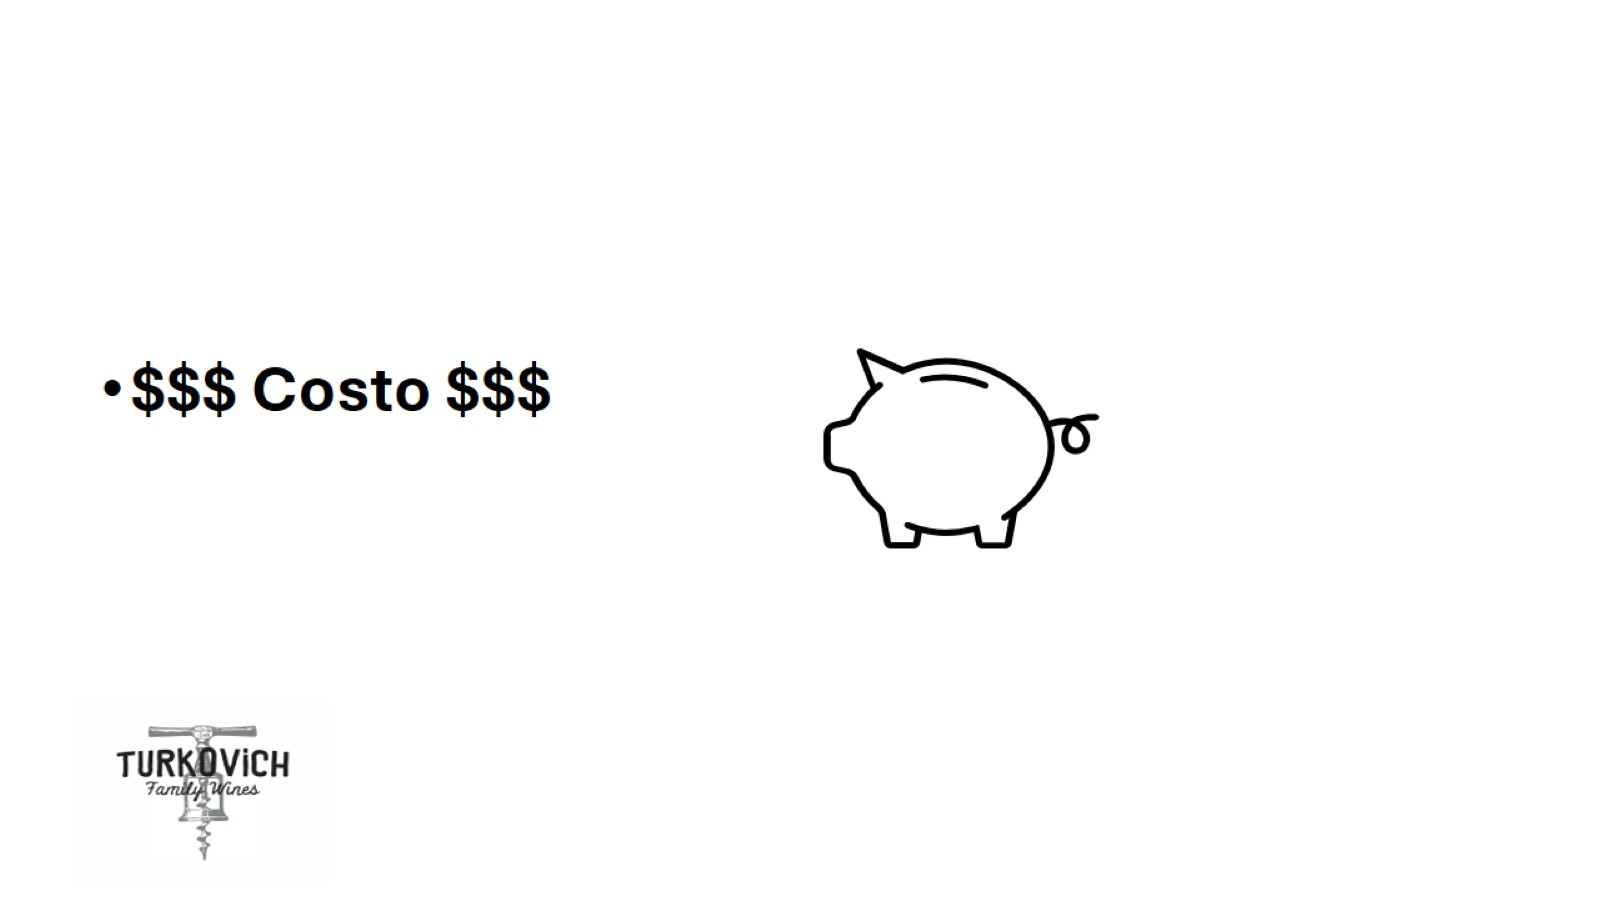 •$$$ Costo $$$
TURKOViCH
Family Wines